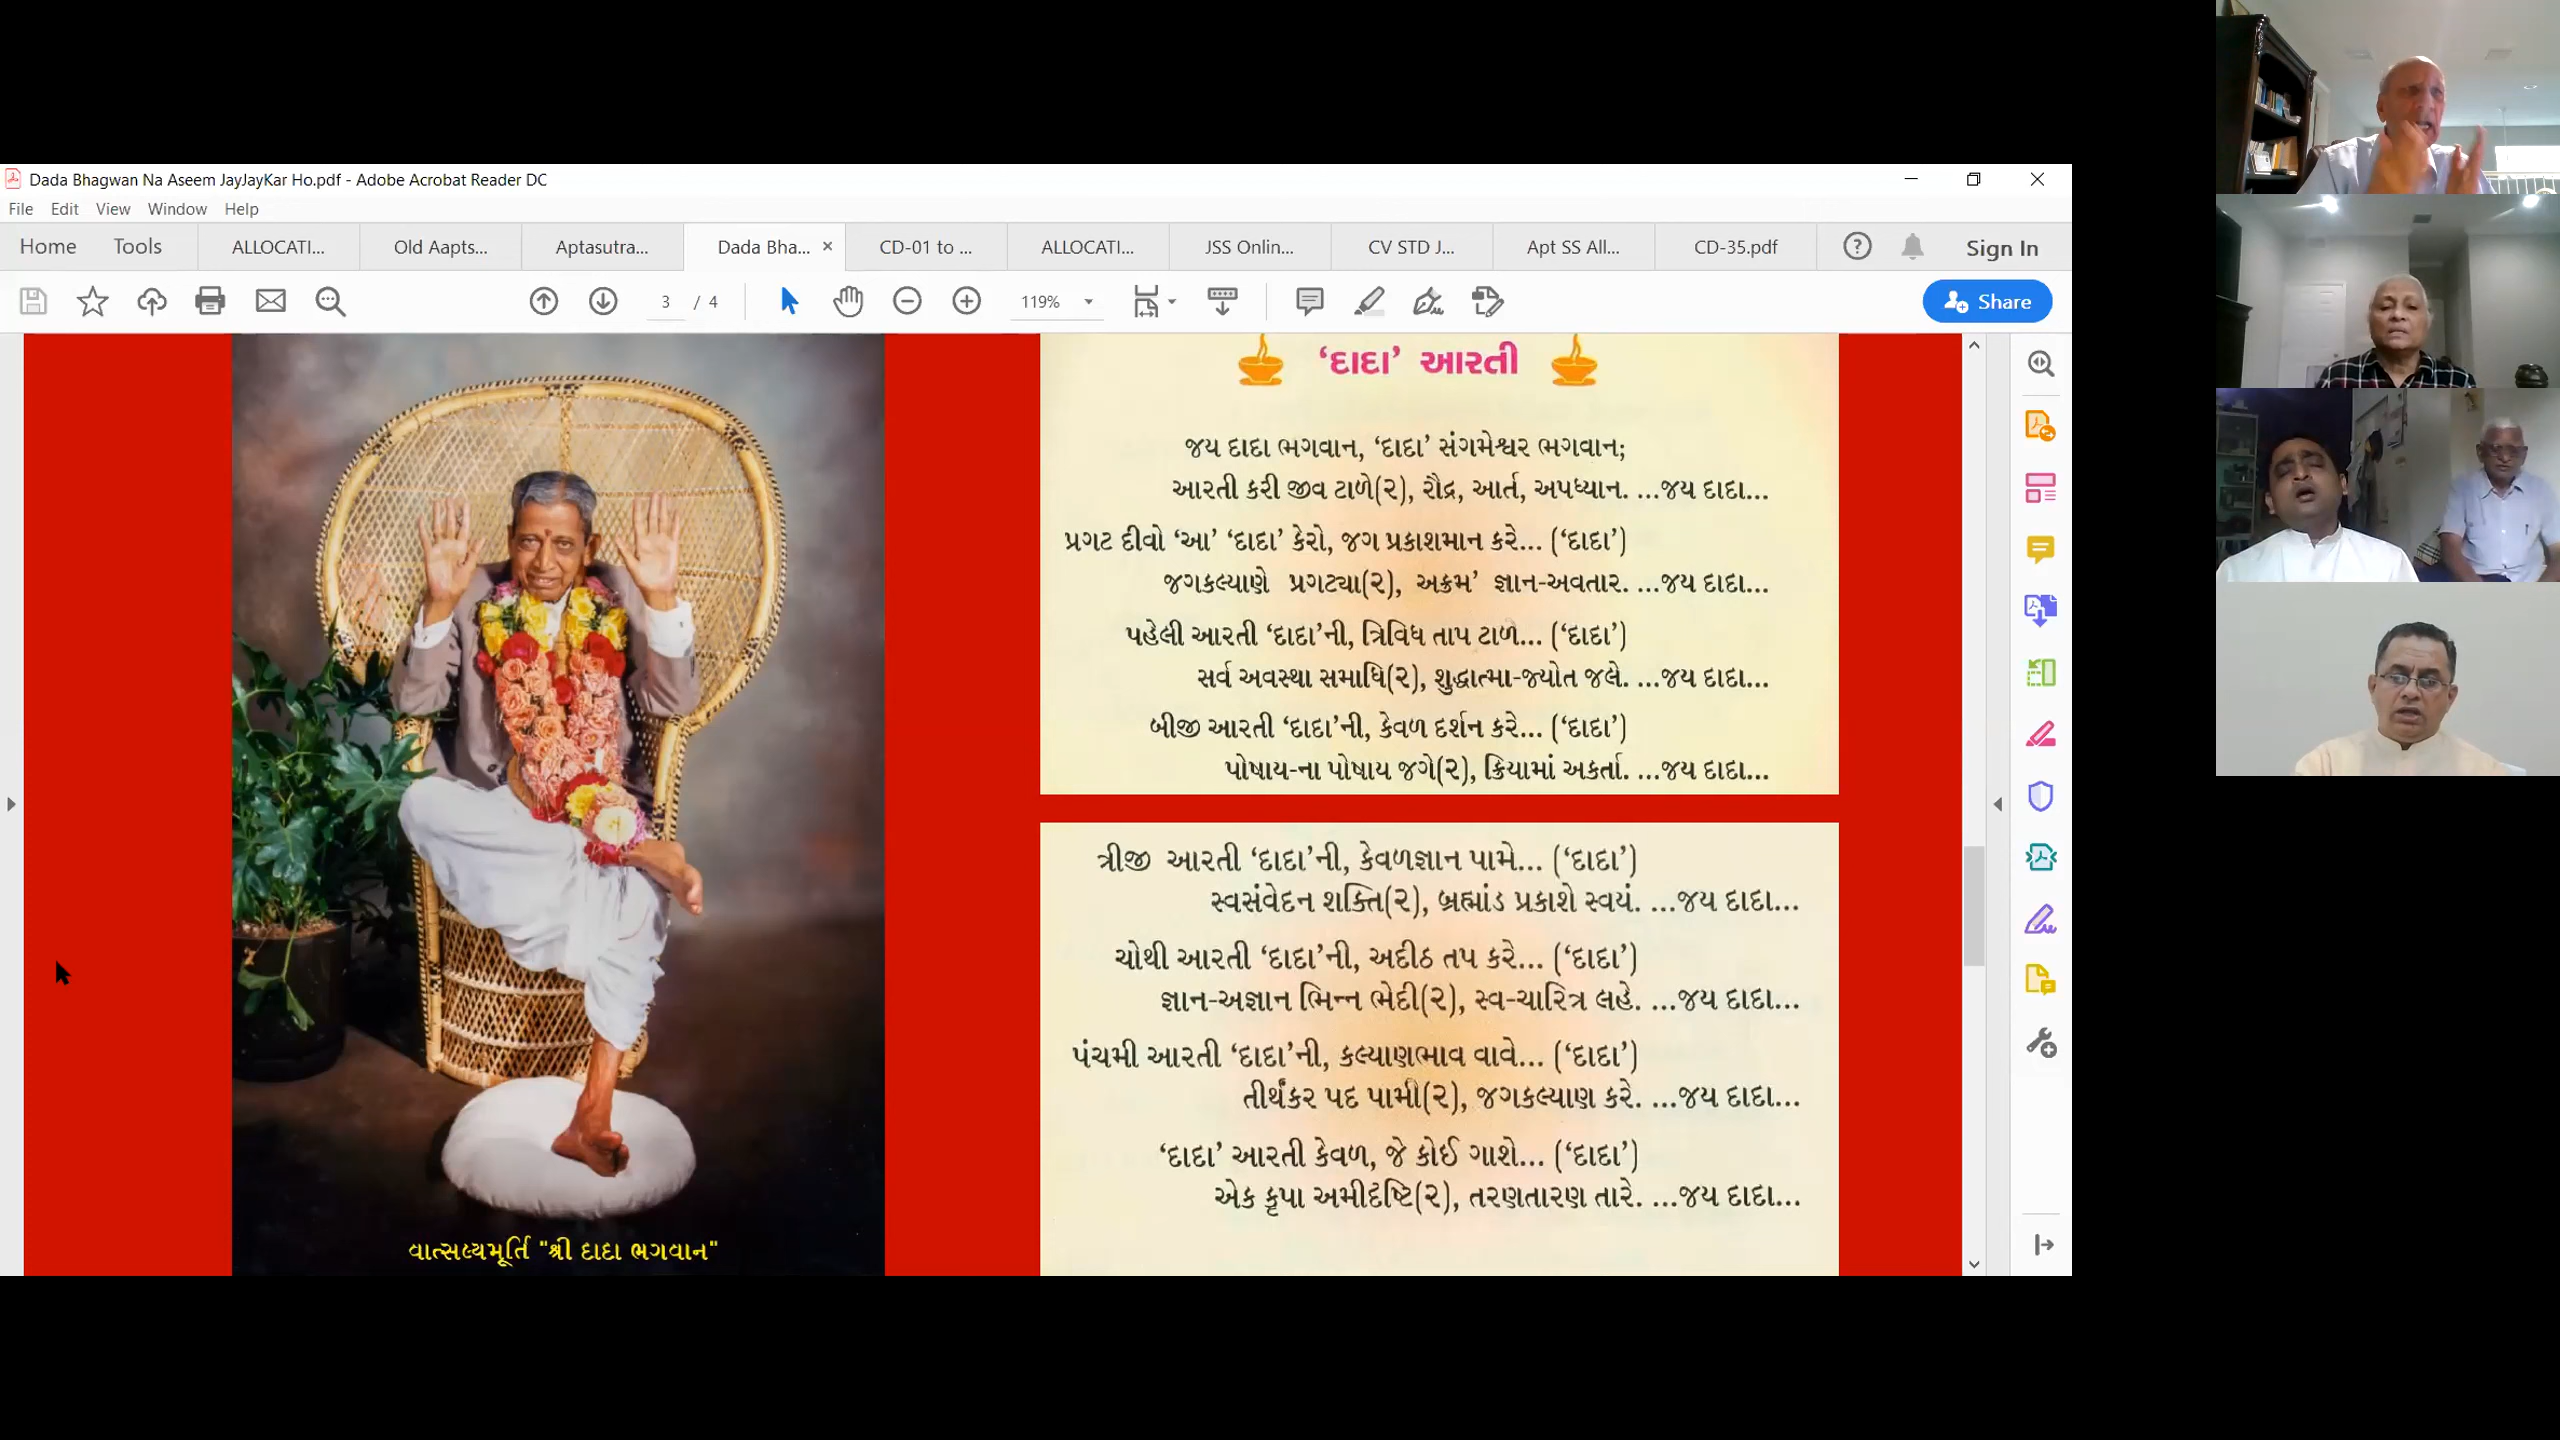 Dada Bhagwan Na Aseem JayJayKar Ho.pdf - Adobe Acrobat Reader DC
File Edit View Window Help
Home Tools ALLOCATI... Old Aapts... Aptasutra... Dada Bha... × CD-01 to ... ALLOCATI... JSS Onlin... CV STD J... Apt SS All... CD-35.pdf Sign In
3 / 4 119% Share
‘દાદા’ આરતી
જય દાદા ભગવાન, ‘દાદા’ સંગમેશ્વર ભગવાન;
આરતી કરી જીવ ટાળે(૨), રૌદ્ર, આર્ત, અપધ્યાન. ...જય દાદા...
પ્રગટ દીવો ‘આ’ ‘દાદા’ કેરો, જગ પ્રકાશમાન કરે... (‘દાદા’)
જગકલ્યાણે પ્રગટ્યા(૨), અક્રમ’ જ્ઞાન-અવતાર. ...જય દાદા...
પહેલી આરતી ‘દાદા’ની, ત્રિવિધ તાપ ટાળે... (‘દાદા’)
સર્વ અવસ્થા સમાધિ(૨), શુદ્ધાત્મા-જ્યોત જલે. ...જય દાદા...
બીજી આરતી ‘દાદા’ની, કેવળ દર્શન કરે... (‘દાદા’)
પોષાય-ના પોષાય જગે(૨), ક્રિયામાં અકર્તા. ...જય દાદા...
ત્રીજી આરતી ‘દાદા’ની, કેવળજ્ઞાન પામે... (‘દાદા’)
સ્વસંવેદન શક્તિ(૨), બ્રહ્માંડ પ્રકાશે સ્વયં. ...જય દાદા...
ચોથી આરતી ‘દાદા’ની, અદીઠ તપ કરે... (‘દાદા’)
જ્ઞાન-અજ્ઞાન ભિન્ન ભેદી(૨), સ્વ-ચારિત્ર લહે. ...જય દાદા...
પંચમી આરતી ‘દાદા’ની, કલ્યાણભાવ વાવે... (‘દાદા’)
તીર્થંકર પદ પામી(૨), જગકલ્યાણ કરે. ...જય દાદા...
‘દાદા’ આરતી કેવળ, જે કોઈ ગાશે... (‘દાદા’)
એક કૃપા અમીદૃષ્ટિ(૨), તરણતારણ તારે. ...જય દાદા...
વાત્સલ્યમૂર્તિ "શ્રી દાદા ભગવાન"